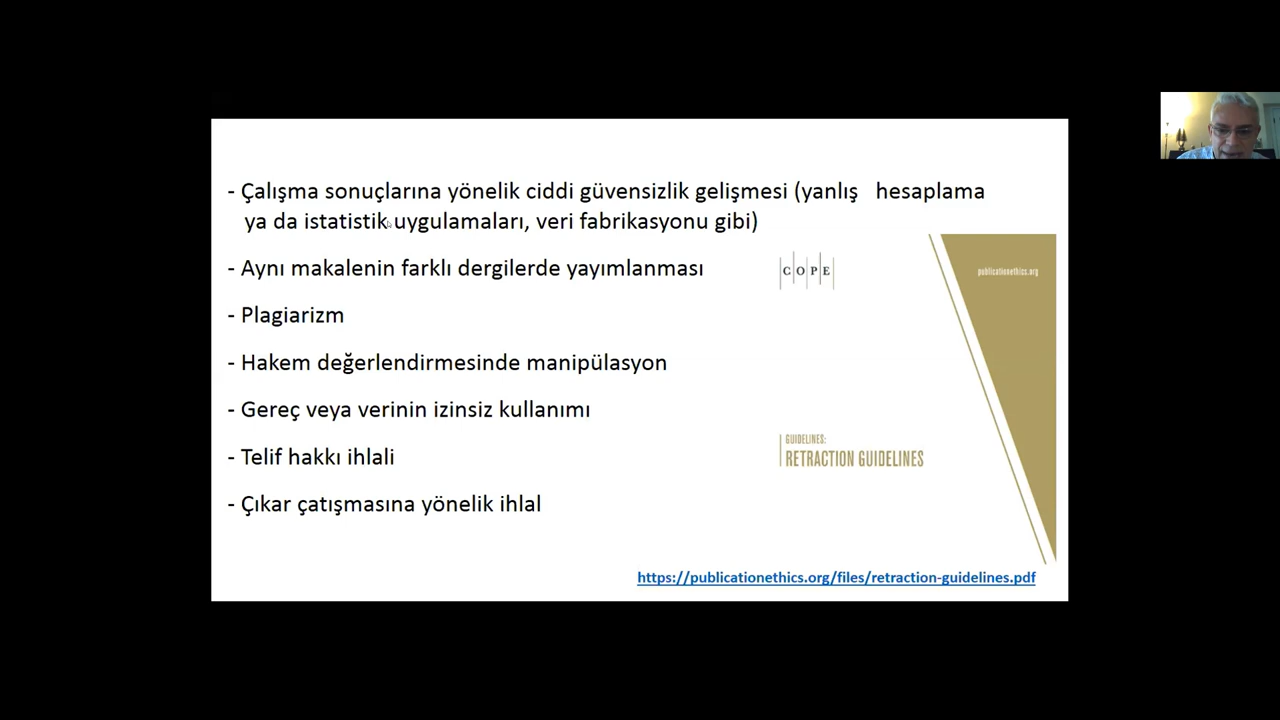 - Çalışma sonuçlarına yönelik ciddi güvensizlik gelişmesi (yanlış hesaplama
ya da istatistik uygulamaları, veri fabrikasyonu gibi)
- Aynı makalenin farklı dergilerde yayımlanması
- Plagiarizm
- Hakem değerlendirmesinde manipülasyon
- Gereç veya verinin izinsiz kullanımı
- Telif hakkı ihlali
- Çıkar çatışmasına yönelik ihlal
COPE
publicationethics.org
GUIDELINES:
RETRACTION GUIDELINES
https://publicationethics.org/files/retraction-guidelines.pdf